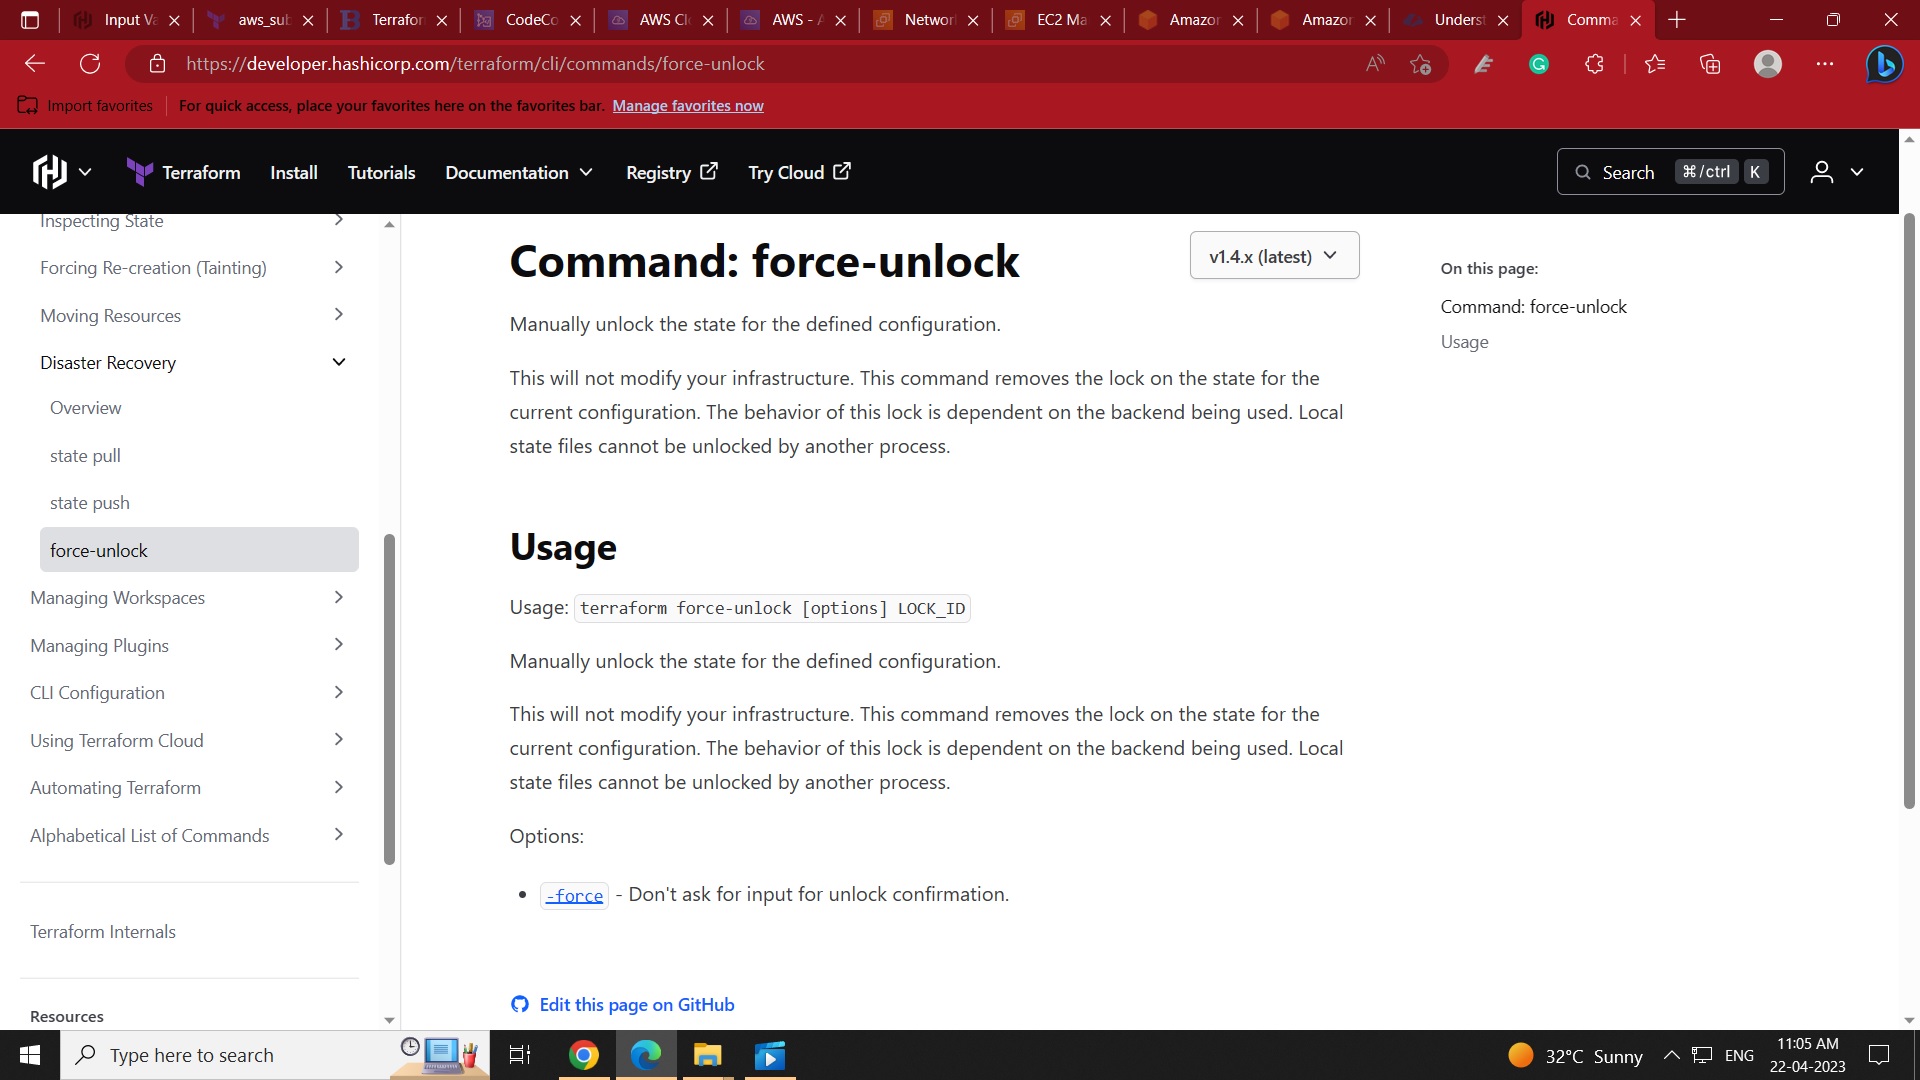 Input Va
aws_sub
Terraforn
CodeCo
AWS Cl
AWS - A
Network
EC2 Ma
Amazon
Amazon
Underst
Comma
https://developer.hashicorp.com/terraform/cli/commands/force-unlock
Import favorites
For quick access, place your favorites here on the favorites bar. Manage favorites now
Terraform
Install
Tutorials
Documentation
Registry
Try Cloud
Search
⌘/ctrl
K
Inspecting State
Forcing Re-creation (Tainting)
Moving Resources
Disaster Recovery
Overview
state pull
state push
force-unlock
Managing Workspaces
Managing Plugins
CLI Configuration
Using Terraform Cloud
Automating Terraform
Alphabetical List of Commands
Terraform Internals
Resources
Command: force-unlock
v1.4.x (latest)
Manually unlock the state for the defined configuration.
This will not modify your infrastructure. This command removes the lock on the state for the
current configuration. The behavior of this lock is dependent on the backend being used. Local
state files cannot be unlocked by another process.
Usage
Usage: terraform force-unlock [options] LOCK_ID
Manually unlock the state for the defined configuration.
This will not modify your infrastructure. This command removes the lock on the state for the
current configuration. The behavior of this lock is dependent on the backend being used. Local
state files cannot be unlocked by another process.
Options:
• -force - Don't ask for input for unlock confirmation.
Edit this page on GitHub
On this page:
Command: force-unlock
Usage
Type here to search
32°C Sunny
ENG
11:05 AM
22-04-2023